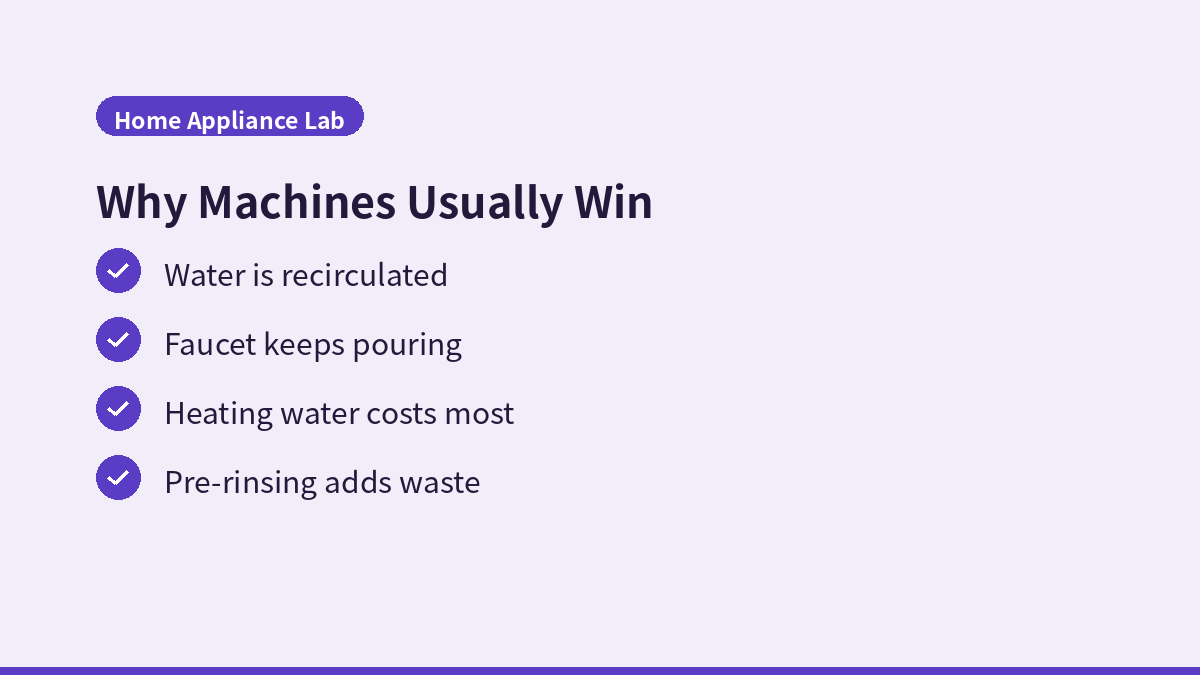 Home Appliance Lab
Why Machines Usually Win
Water is recirculated
Faucet keeps pouring
Heating water costs most
Pre-rinsing adds waste